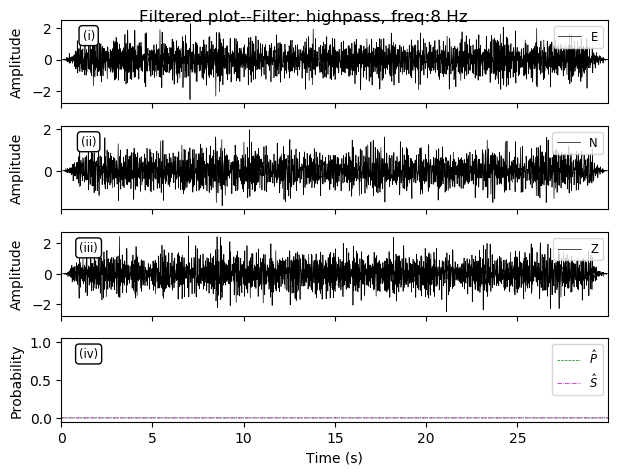 Filtered plot--Filter: highpass, freq:8 Hz
Amplitude
2
0
−2
(i)
E
Amplitude
2
0
(ii)
N
Amplitude
2
0
−2
(iii)
Z
Probability
1.0
0.5
0.0
(iv)
P̂
Ŝ
0 5 10 15 20 25
Time (s)